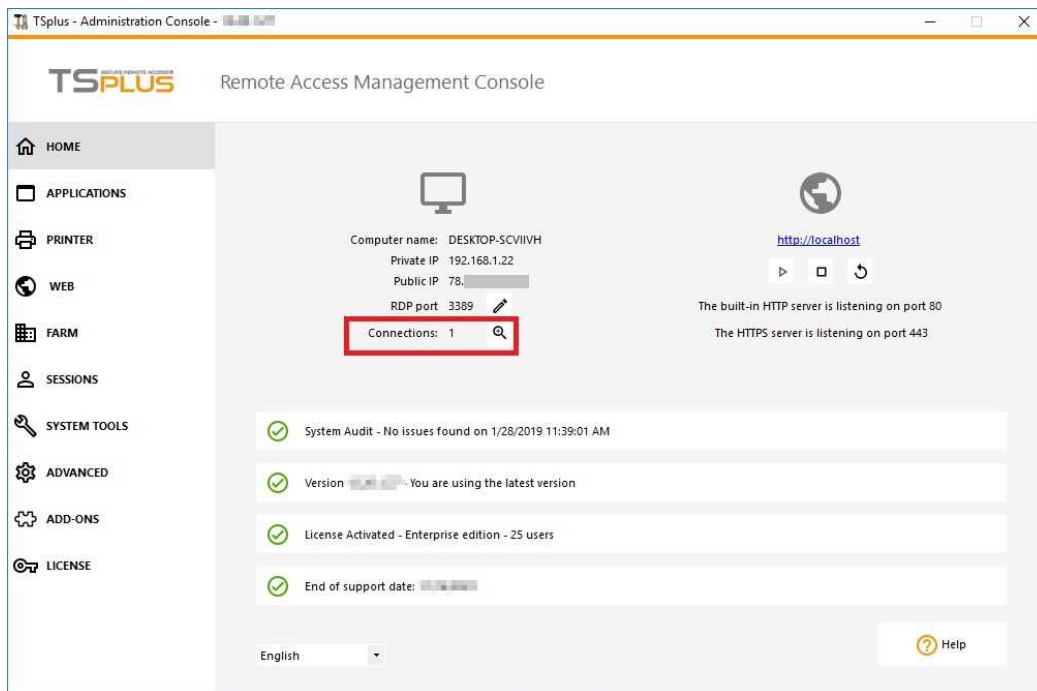 TSplus - Administration Console -
TSPLUS SECURE REMOTE ACCESS
Remote Access Management Console
HOME
APPLICATIONS
PRINTER
WEB
FARM
SESSIONS
SYSTEM TOOLS
ADVANCED
ADD-ONS
LICENSE
Computer name: DESKTOP-SCVIIVH
Private IP 192.168.1.22
Public IP 78.
RDP port 3389
Connections: 1
http://localhost
The built-in HTTP server is listening on port 80
The HTTPS server is listening on port 443
System Audit - No issues found on 1/28/2019 11:39:01 AM
Version - You are using the latest version
License Activated - Enterprise edition - 25 users
End of support date:
English
Help